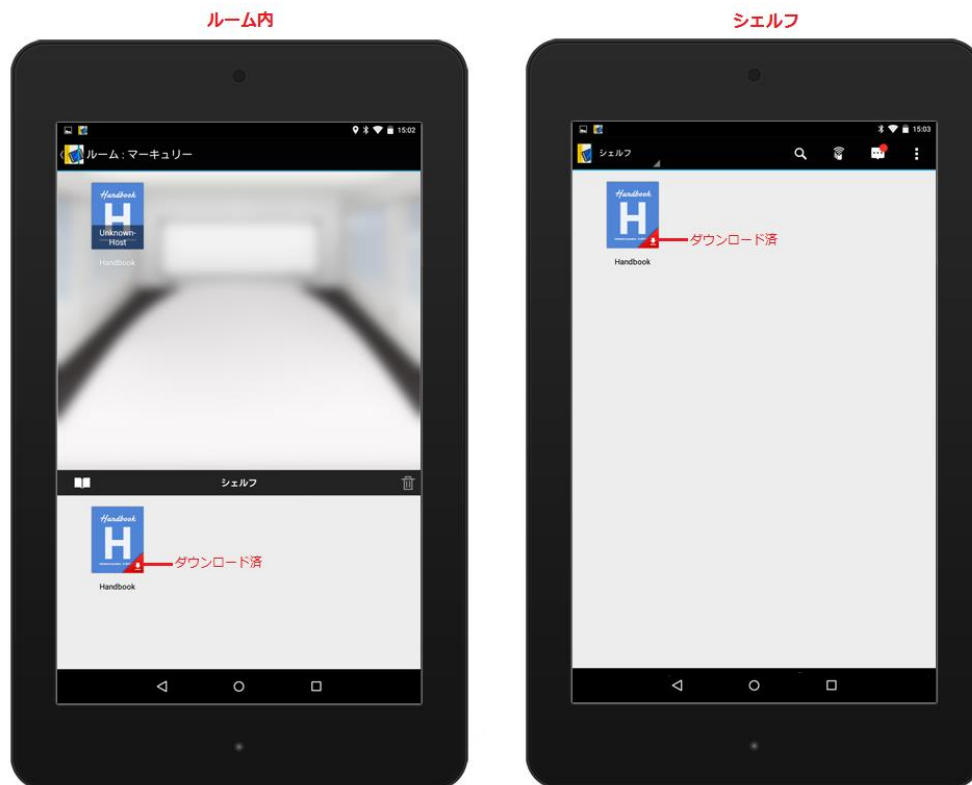 ルーム内
15:02
ルーム : マーキュリー
Handbook
H
Unknown-
Host
Handbook
シェルフ
Handbook
H
ダウンロード済
Handbook
シェルフ
15:03
シェルフ
Handbook
H
ダウンロード済
Handbook